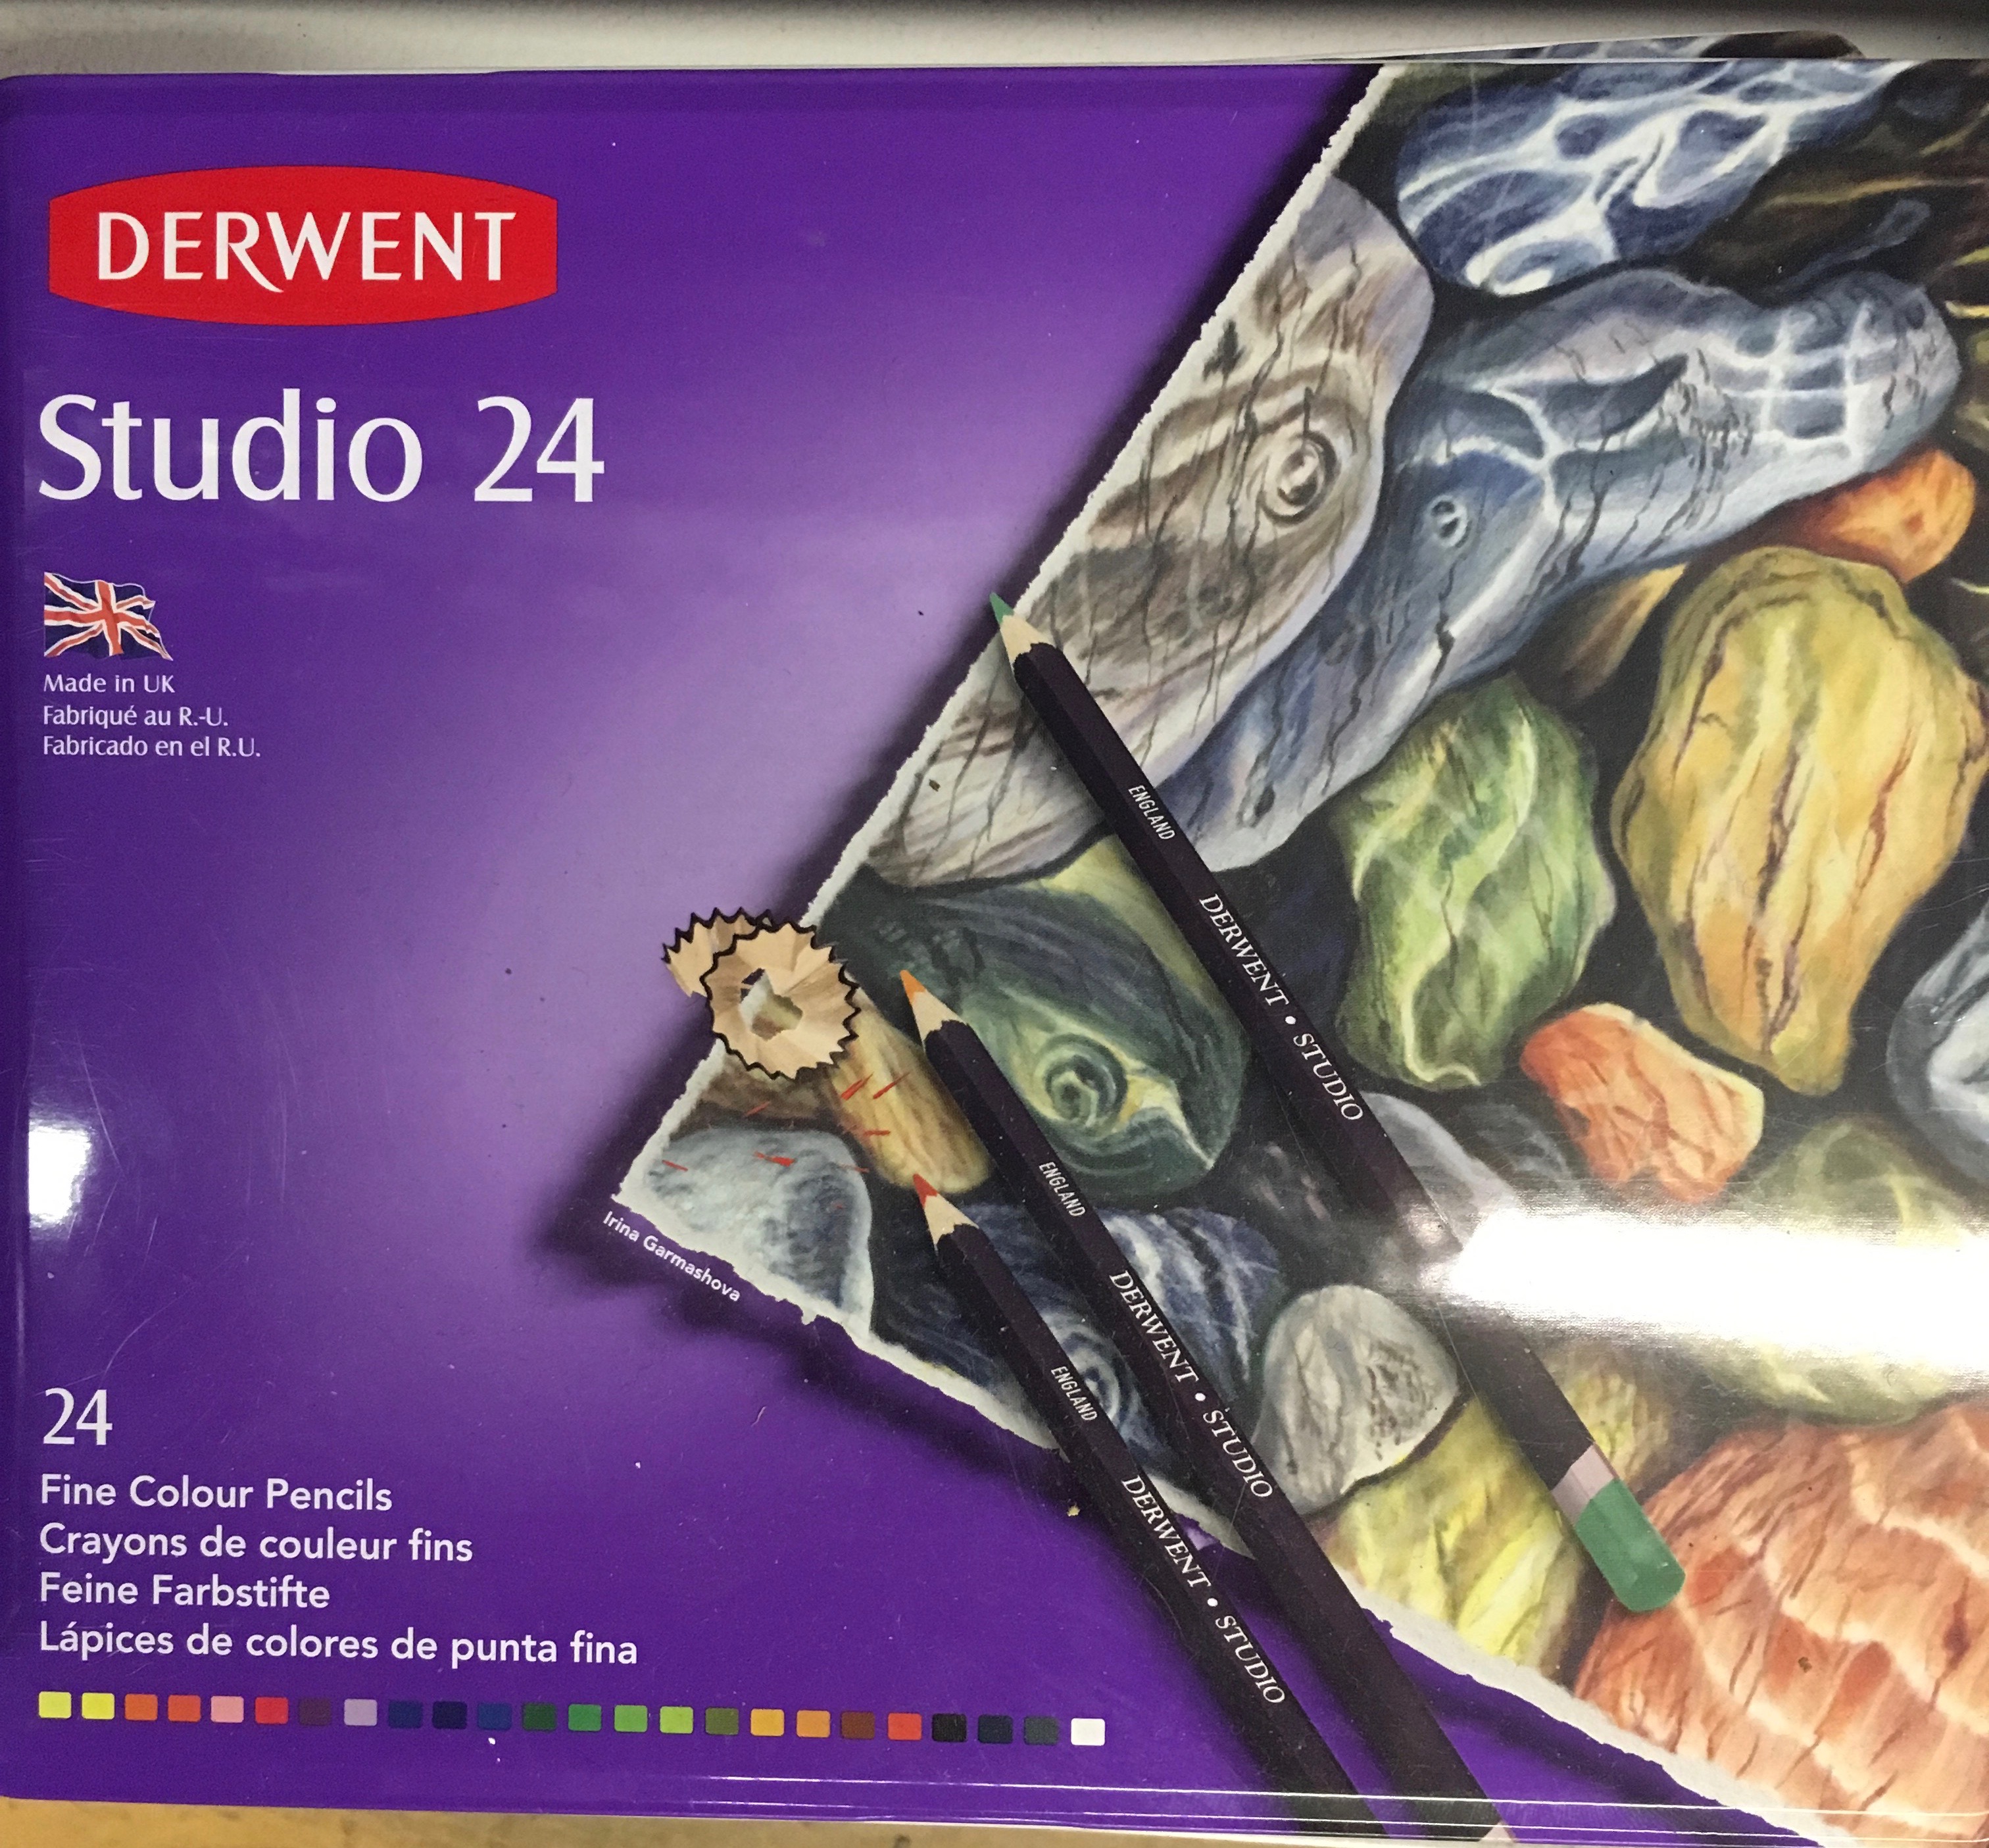 DERWENT
Studio 24
Made in UK
Fabriqué au R.-U.
Fabricado en el R.U.
ENGLAND DERWENT • STUDIO
ENGLAND DERWENT • STUDIO
ENGLAND DERWENT • STUDIO
Irina Garmashova
24
Fine Colour Pencils
Crayons de couleur fins
Feine Farbstifte
Lápices de colores de punta fina